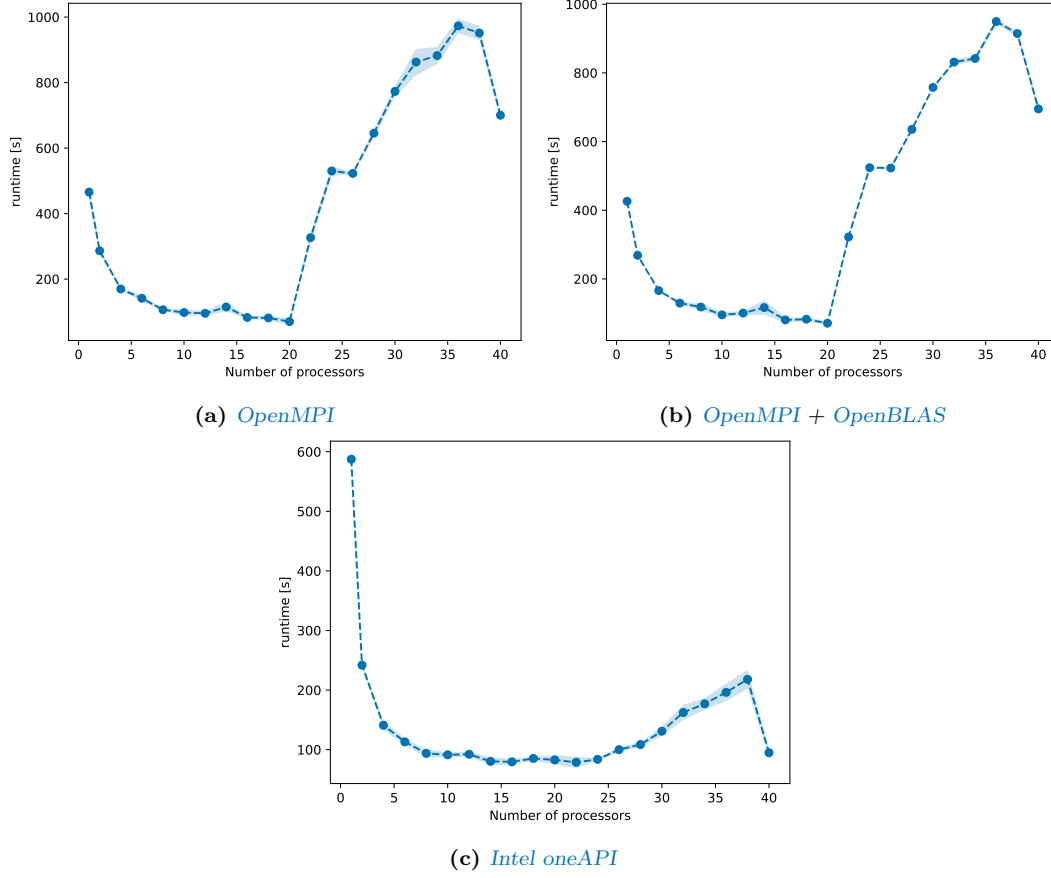 1000
800
600
400
200
runtime [s]
0 5 10 15 20 25 30 35 40
Number of processors
(a) OpenMPI
1000
800
600
400
200
runtime [s]
0 5 10 15 20 25 30 35 40
Number of processors
(b) OpenMPI + OpenBLAS
600
500
400
300
200
100
runtime [s]
0 5 10 15 20 25 30 35 40
Number of processors
(c) Intel oneAPI